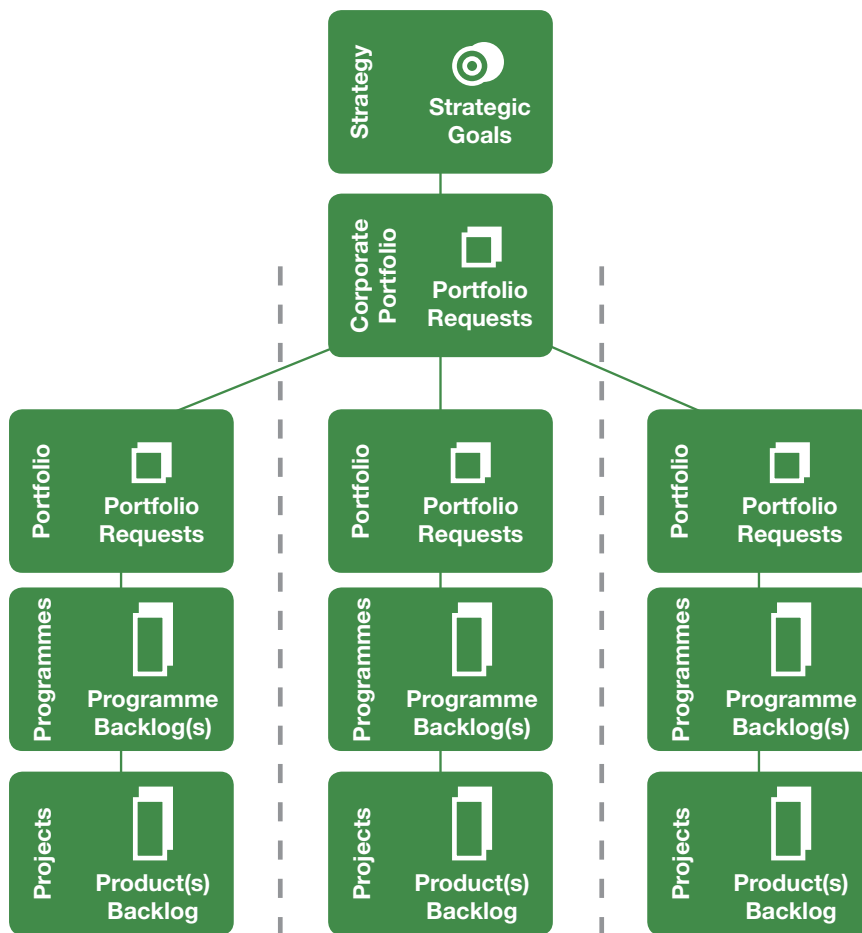 Strategy
Strategic
Goals
Corporate
Portfolio
Portfolio
Requests
Portfolio
Portfolio
Requests
Portfolio
Portfolio
Requests
Portfolio
Portfolio
Requests
Programmes
Programme
Backlog(s)
Programmes
Programme
Backlog(s)
Programmes
Programme
Backlog(s)
Projects
Product(s)
Backlog
Projects
Product(s)
Backlog
Projects
Product(s)
Backlog